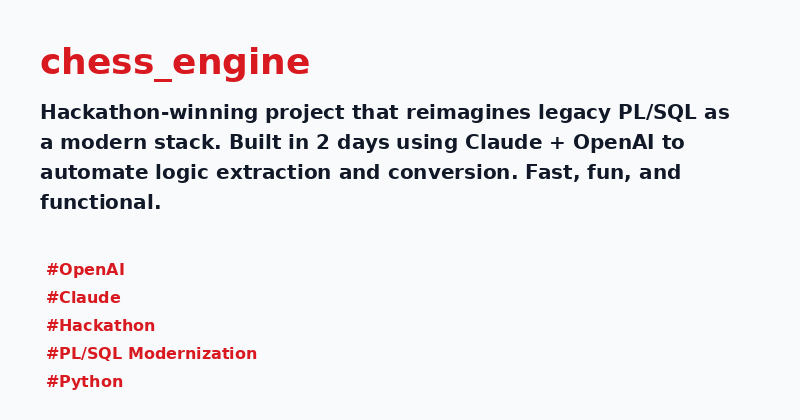 chess_engine
Hackathon-winning project that reimagines legacy PL/SQL as
a modern stack. Built in 2 days using Claude + OpenAI to
automate logic extraction and conversion. Fast, fun, and
functional.
#OpenAI
#Claude
#Hackathon
#PL/SQL Modernization
#Python